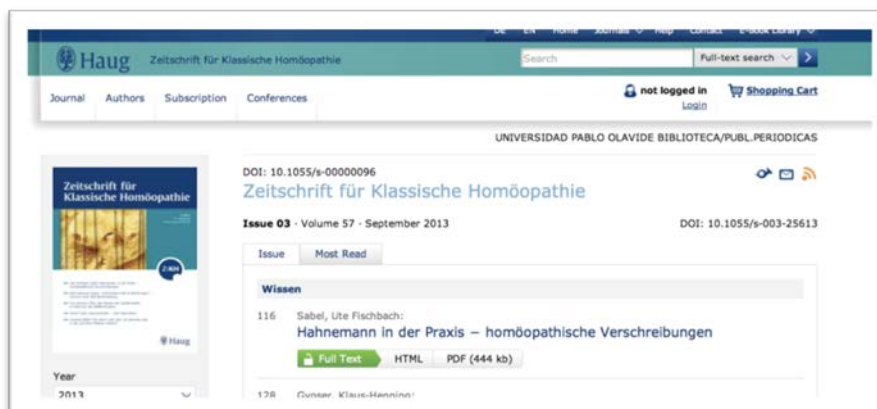 DE EN Home Journals Help Contact E-Book Library
Haug Zeitschrift für Klassische Homöopathie
Search Full-text search
Journal Authors Subscription Conferences
not logged in Shopping Cart
Login
UNIVERSIDAD PABLO OLAVIDE BIBLIOTECA/PUBL.PERIODICAS
Zeitschrift für
Klassische Homöopathie
ZKH
Haug
DOI: 10.1055/s-00000096
Zeitschrift für Klassische Homöopathie
Issue 03 · Volume 57 · September 2013 DOI: 10.1055/s-003-25613
Issue Most Read
Wissen
116 Sabel, Ute Fischbach:
Hahnemann in der Praxis – homöopathische Verschreibungen
Full Text HTML PDF (444 kb)
Year
2013
128 Gypser, Klaus-Henning: